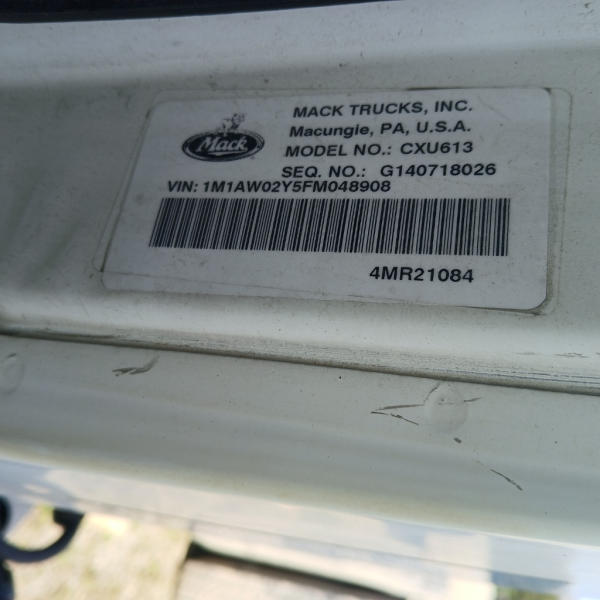 Mack
MACK TRUCKS, INC.
Macungie, PA, U.S.A.
MODEL NO.: CXU613
SEQ. NO.: G140718026
VIN: 1M1AW02Y5FM048908
4MR21084